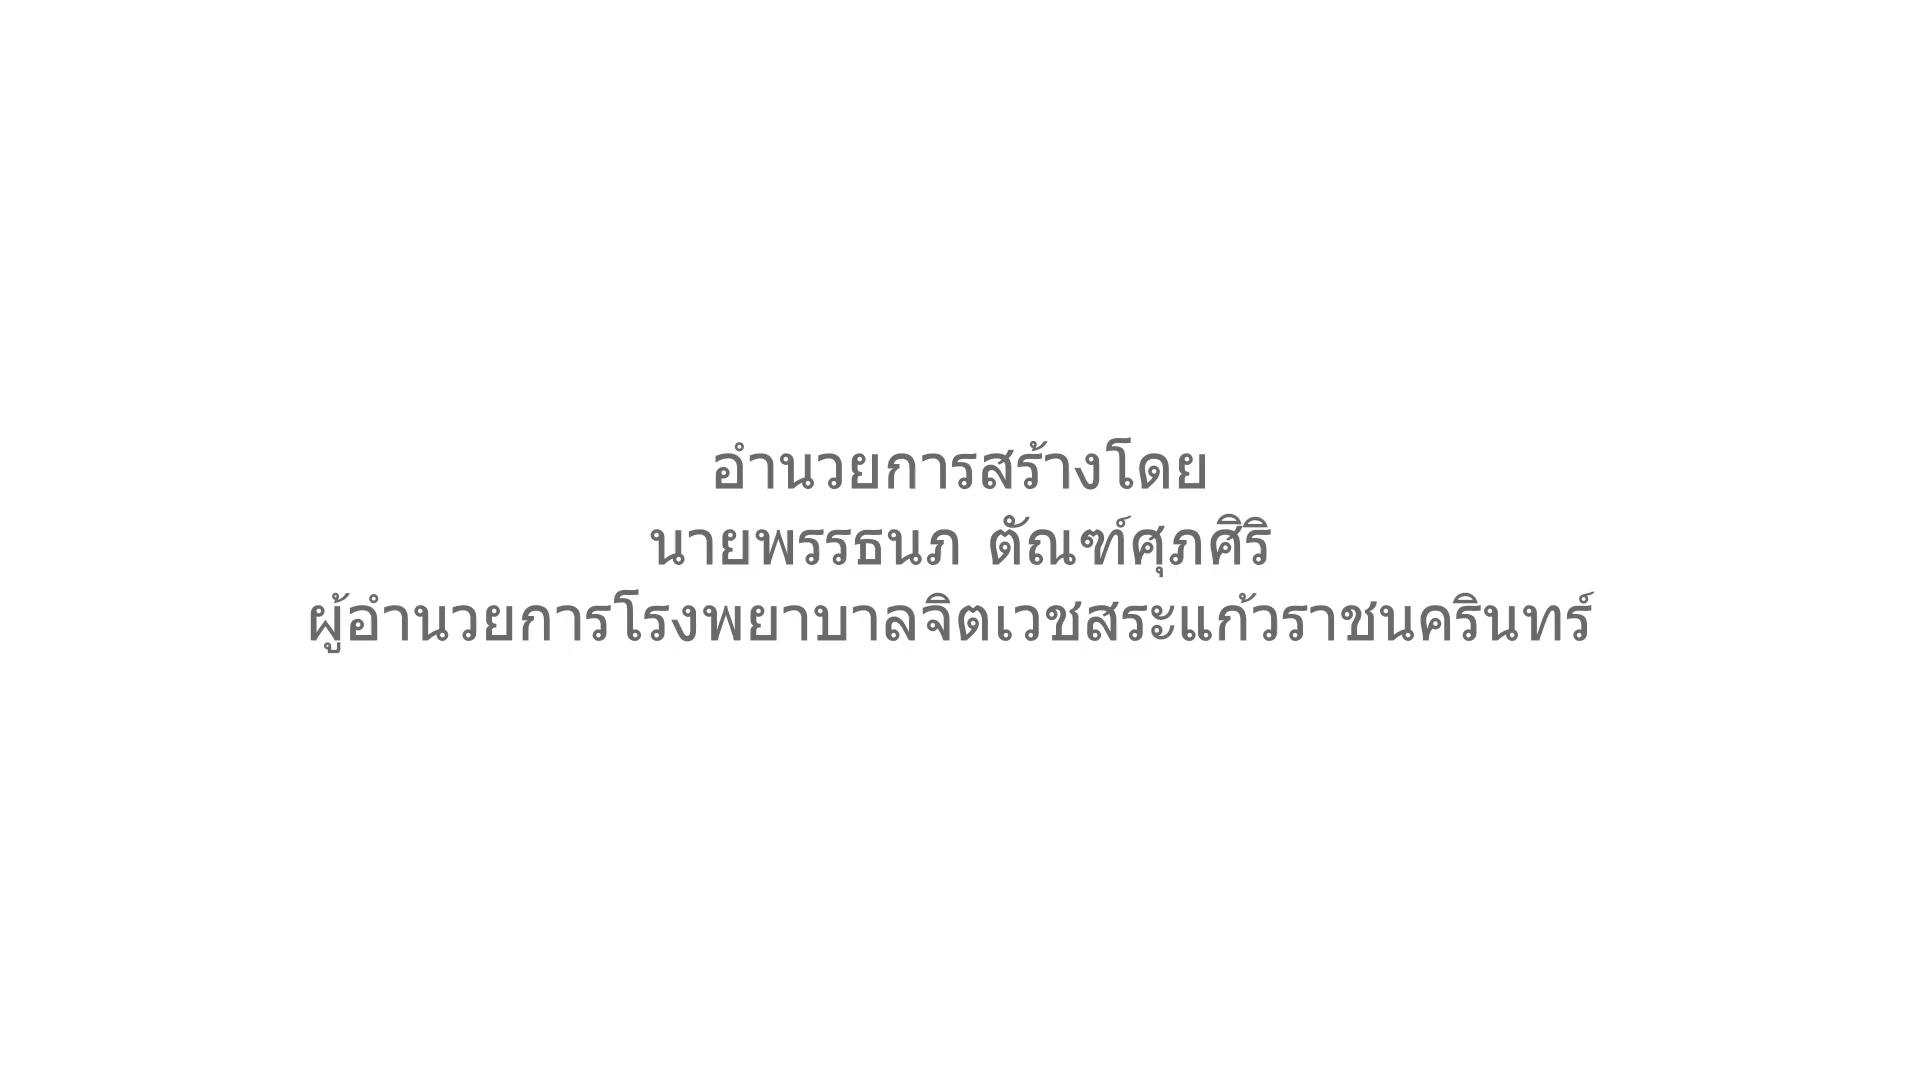 อำนวยการสร้างโดย
นายพรรธนภ ตัณฑ์ศุภศิริ
ผู้อำนวยการโรงพยาบาลจิตเวชสระแก้วราชนครินทร์